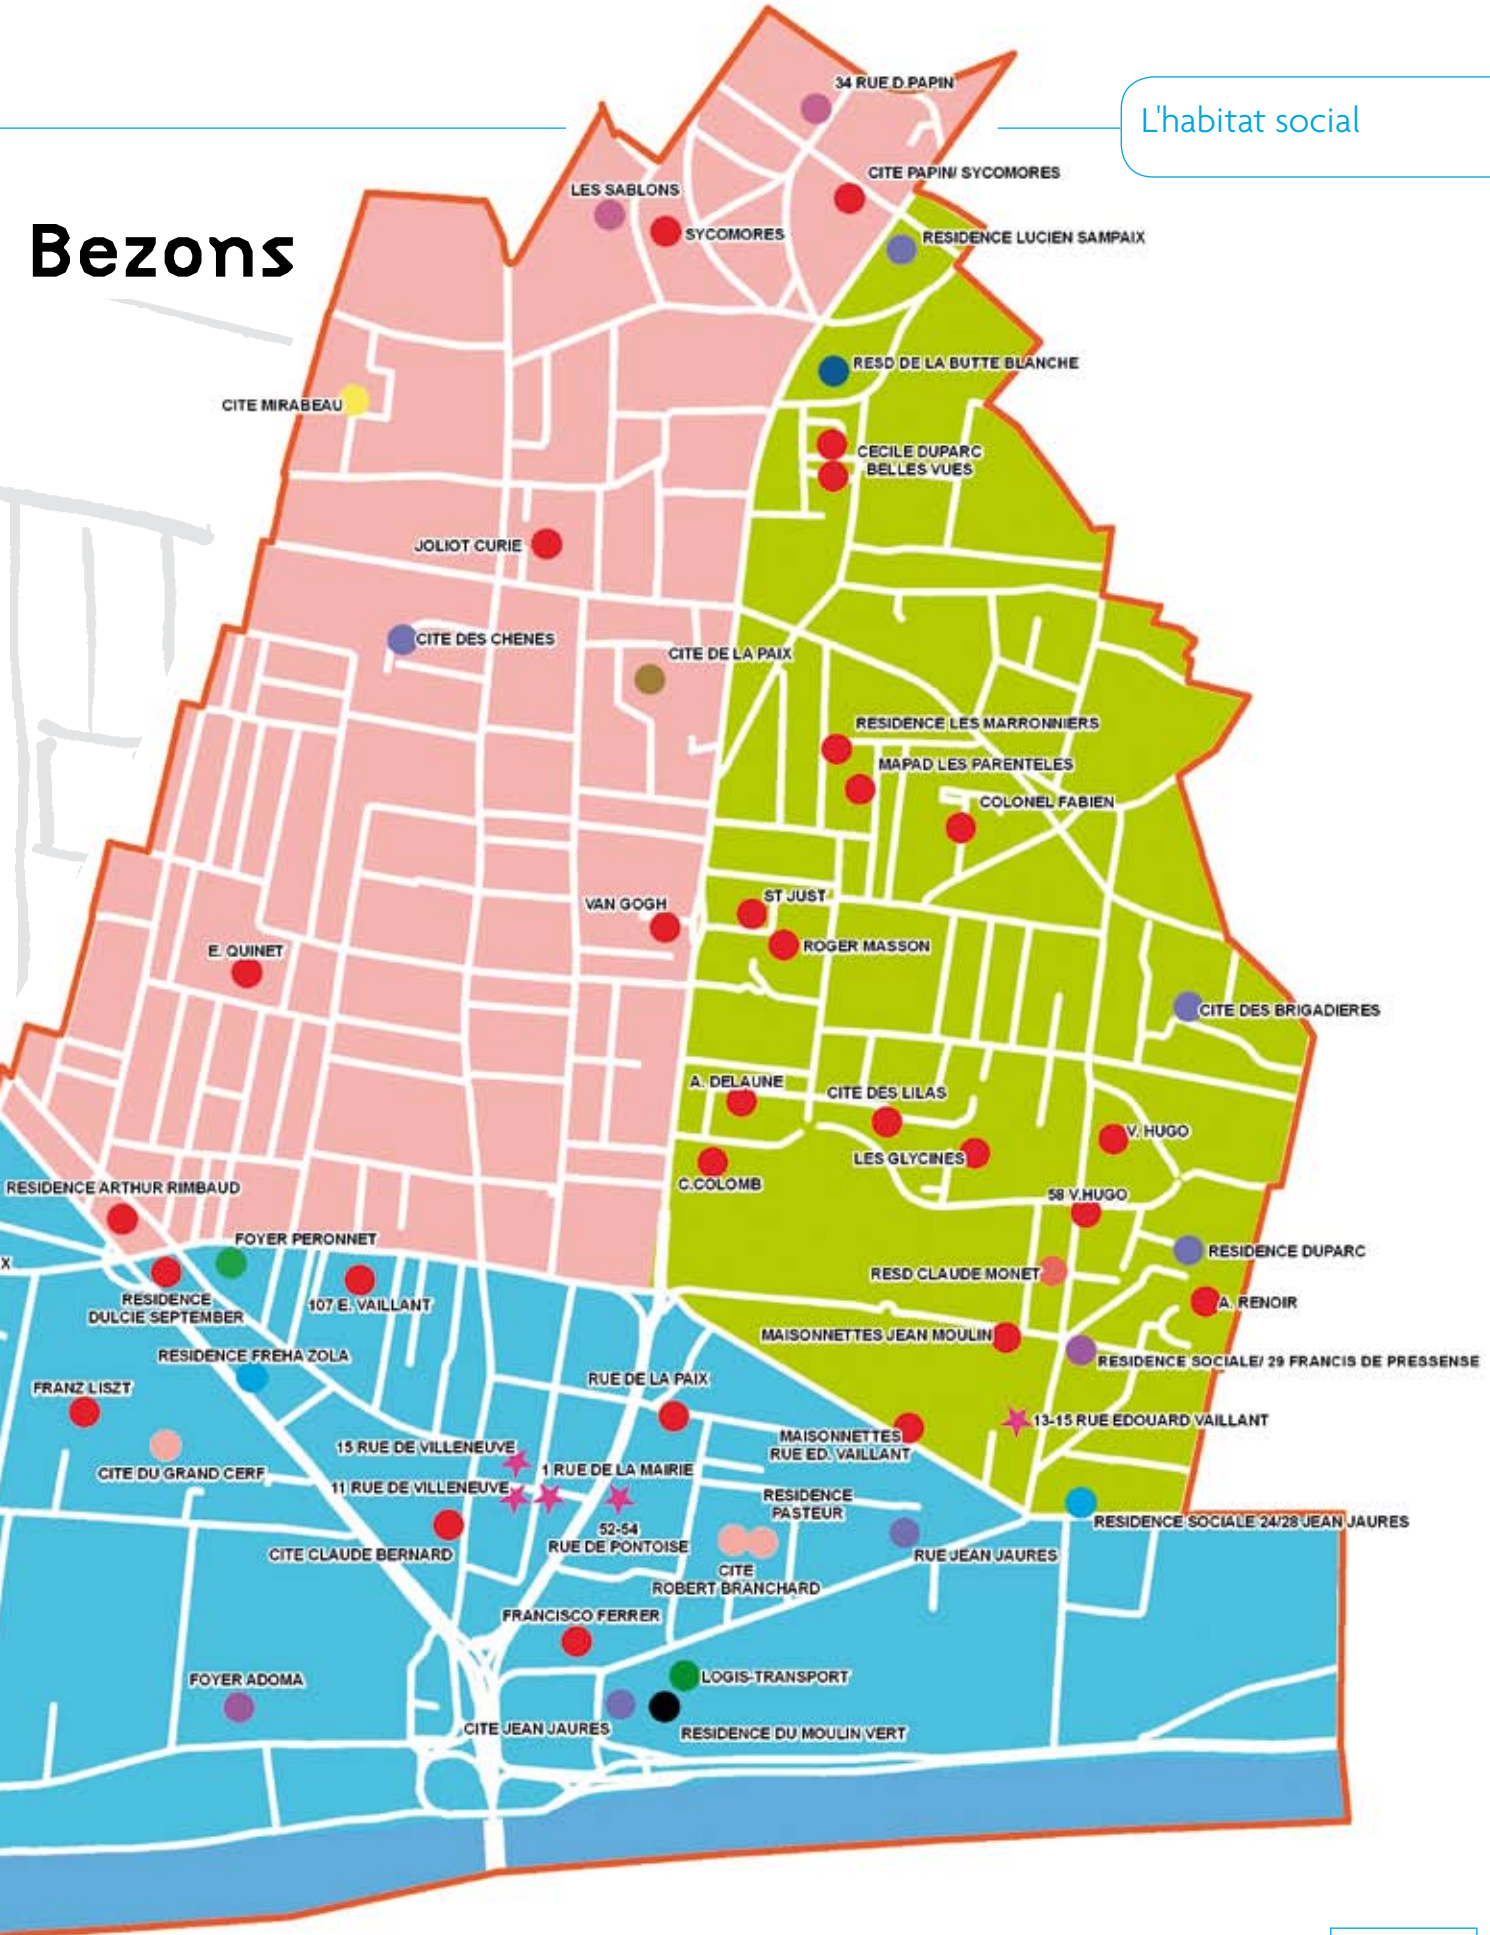 34 RUE D.PAPIN
L'habitat social
CITE PAPIN/ SYCOMORES
LES SABLONS
SYCOMORES
RESIDENCE LUCIEN SAMPAIX
Bezons
RESD DE LA BUTTE BLANCHE
CITE MIRABEAU
CECILE DUPARC
BELLES VUES
JOLIOT CURIE
CITE DES CHENES
CITE DE LA PAIX
RESIDENCE LES MARRONNIERS
MAPAD LES PARENTELES
COLONEL FABIEN
VAN GOGH
ST JUST
ROGER MASSON
E. QUINET
CITE DES BRIGADIERES
A. DELAUNE
CITE DES LILAS
V. HUGO
LES GLYCINES
C.COLOMB
58 V.HUGO
RESIDENCE ARTHUR RIMBAUD
FOYER PERONNET
X
RESIDENCE DUPARC
RESD CLAUDE MONET
A. RENOIR
RESIDENCE
DULCIE SEPTEMBER
107 E. VAILLANT
MAISONNETTES JEAN MOULIN
RESIDENCE FREHA ZOLA
RESIDENCE SOCIALE/ 29 FRANCIS DE PRESSENSE
RUE DE LA PAIX
FRANZ LISZT
13-15 RUE EDOUARD VAILLANT
MAISONNETTES
RUE ED. VAILLANT
15 RUE DE VILLENEUVE
1 RUE DE LA MAIRIE
CITE DU GRAND CERF
11 RUE DE VILLENEUVE
RESIDENCE
PASTEUR
52-54
RUE DE PONTOISE
RESIDENCE SOCIALE 24/28 JEAN JAURES
CITE CLAUDE BERNARD
RUE JEAN JAURES
CITE
ROBERT BRANCHARD
FRANCISCO FERRER
FOYER ADOMA
LOGIS-TRANSPORT
CITE JEAN JAURES
RESIDENCE DU MOULIN VERT